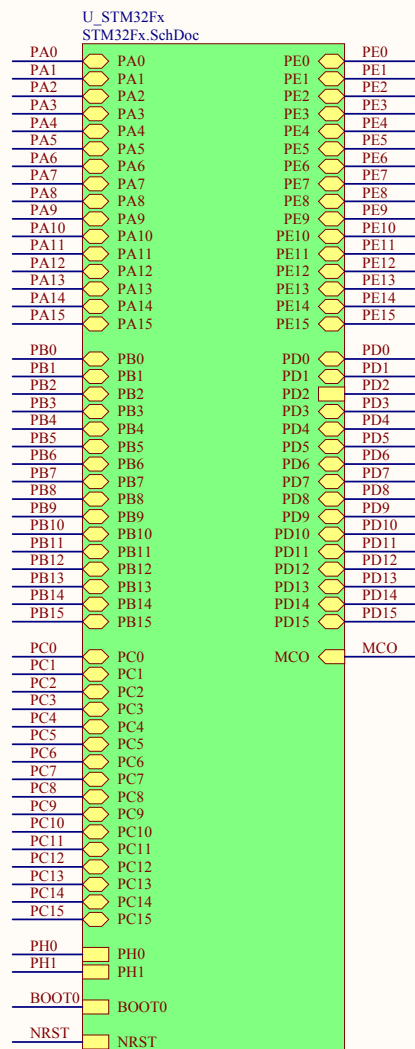 U_STM32Fx
STM32Fx.SchDoc
PA0 PA0 PE0 PE0
PA1 PA1 PE1 PE1
PA2 PA2 PE2 PE2
PA3 PA3 PE3 PE3
PA4 PA4 PE4 PE4
PA5 PA5 PE5 PE5
PA6 PA6 PE6 PE6
PA7 PA7 PE7 PE7
PA8 PA8 PE8 PE8
PA9 PA9 PE9 PE9
PA10 PA10 PE10 PE10
PA11 PA11 PE11 PE11
PA12 PA12 PE12 PE12
PA13 PA13 PE13 PE13
PA14 PA14 PE14 PE14
PA15 PA15 PE15 PE15
PB0 PB0 PD0 PD0
PB1 PB1 PD1 PD1
PB2 PB2 PD2 PD2
PB3 PB3 PD3 PD3
PB4 PB4 PD4 PD4
PB5 PB5 PD5 PD5
PB6 PB6 PD6 PD6
PB7 PB7 PD7 PD7
PB8 PB8 PD8 PD8
PB9 PB9 PD9 PD9
PB10 PB10 PD10 PD10
PB11 PB11 PD11 PD11
PB12 PB12 PD12 PD12
PB13 PB13 PD13 PD13
PB14 PB14 PD14 PD14
PB15 PB15 PD15 PD15
PC0 PC0 MCO MCO
PC1 PC1
PC2 PC2
PC3 PC3
PC4 PC4
PC5 PC5
PC6 PC6
PC7 PC7
PC8 PC8
PC9 PC9
PC10 PC10
PC11 PC11
PC12 PC12
PC13 PC13
PC14 PC14
PC15 PC15
PH0 PH0
PH1 PH1
BOOT0 BOOT0
NRST NRST